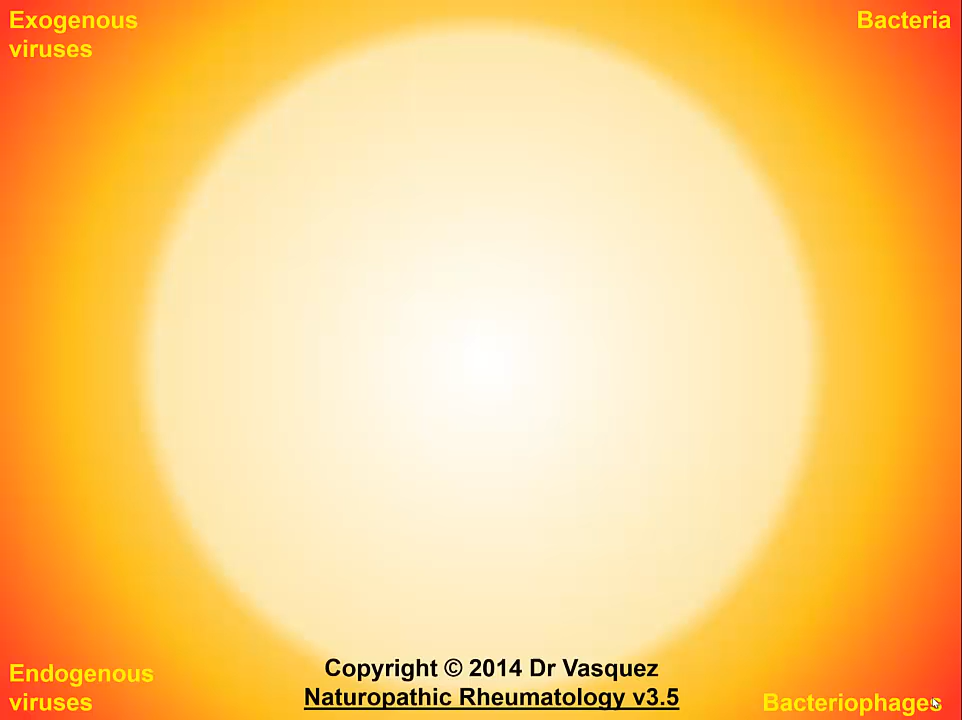 Exogenous
viruses
Bacteria
Endogenous
viruses
Copyright © 2014 Dr Vasquez
Naturopathic Rheumatology v3.5
Bacteriophages